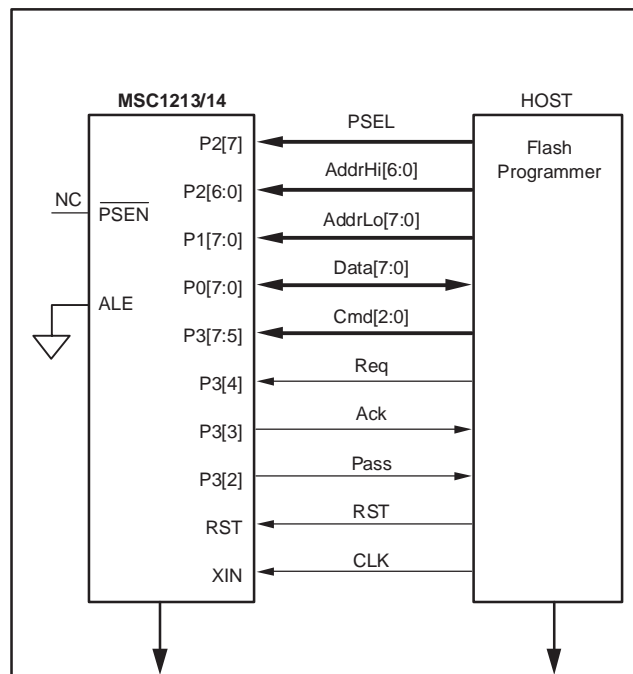 MSC1213/14
HOST
PSEL
P2[7]
Flash
Programmer
AddrHi[6:0]
P2[6:0]
NC
PSEN
AddrLo[7:0]
P1[7:0]
Data[7:0]
P0[7:0]
ALE
Cmd[2:0]
P3[7:5]
Req
P3[4]
Ack
P3[3]
Pass
P3[2]
RST
RST
CLK
XIN